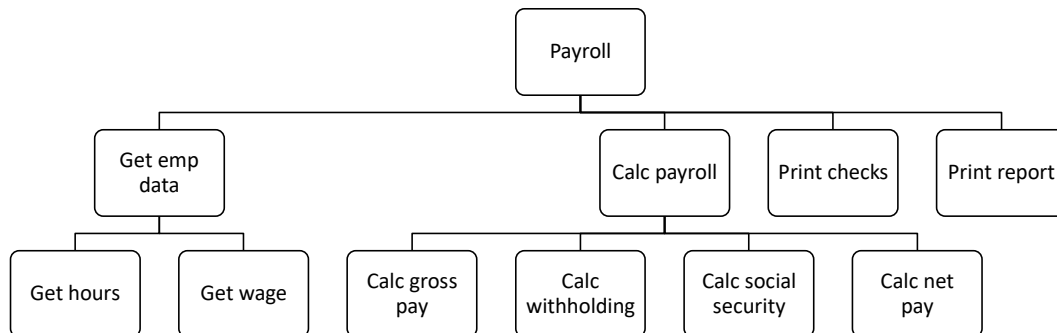 Payroll
Get emp
data
Calc payroll
Print checks
Print report
Get hours
Get wage
Calc gross
pay
Calc
withholding
Calc social
security
Calc net
pay